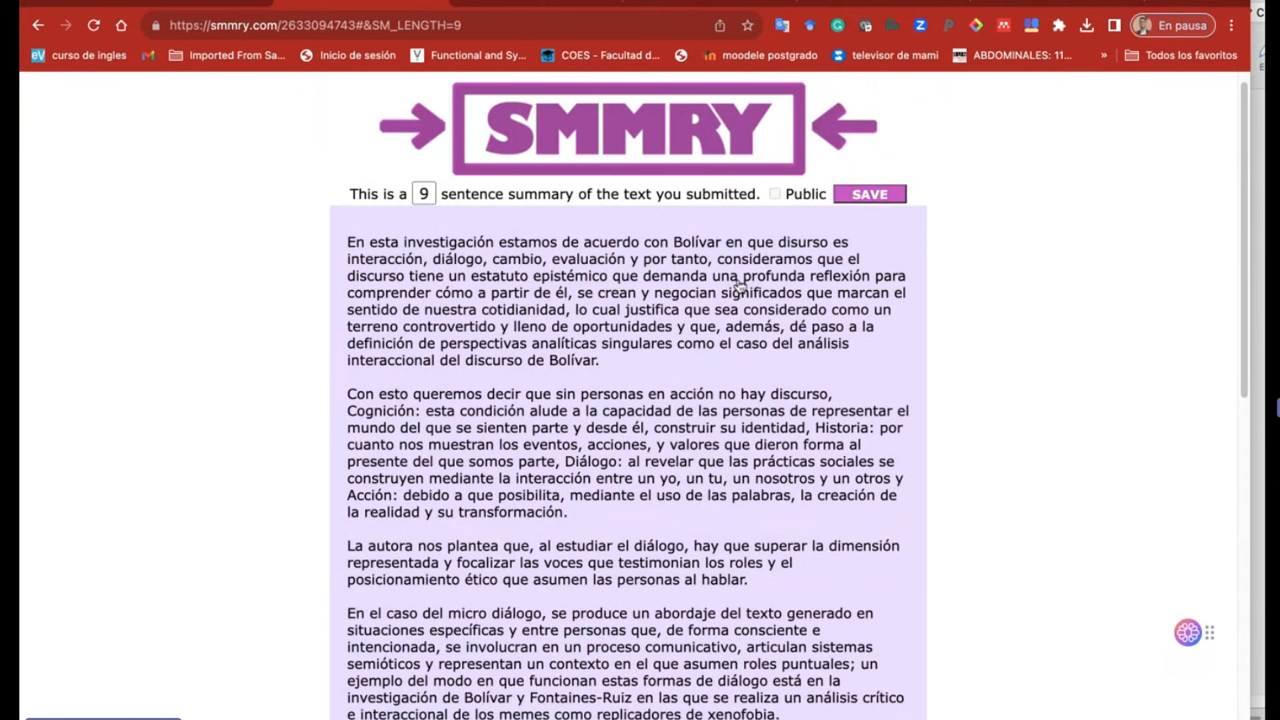 https://smmry.com/2633094743#&SM_LENGTH=9
En pausa
curso de ingles
Imported From Sa...
Inicio de sesión
Functional and Sy...
COES - Facultad d...
moodele postgrado
televisor de mami
ABDOMINALES: 11...
»
Todos los favoritos
SMMRY
This is a 9 sentence summary of the text you submitted. Public SAVE
En esta investigación estamos de acuerdo con Bolívar en que disurso es
interacción, diálogo, cambio, evaluación y por tanto, consideramos que el
discurso tiene un estatuto epistémico que demanda una profunda reflexión para
comprender cómo a partir de él, se crean y negocian significados que marcan el
sentido de nuestra cotidianidad, lo cual justifica que sea considerado como un
terreno controvertido y lleno de oportunidades y que, además, dé paso a la
definición de perspectivas analíticas singulares como el caso del análisis
interaccional del discurso de Bolívar.
Con esto queremos decir que sin personas en acción no hay discurso,
Cognición: esta condición alude a la capacidad de las personas de representar el
mundo del que se sienten parte y desde él, construir su identidad, Historia: por
cuanto nos muestran los eventos, acciones, y valores que dieron forma al
presente del que somos parte, Diálogo: al revelar que las prácticas sociales se
construyen mediante la interacción entre un yo, un tu, un nosotros y un otros y
Acción: debido a que posibilita, mediante el uso de las palabras, la creación de
la realidad y su transformación.
La autora nos plantea que, al estudiar el diálogo, hay que superar la dimensión
representada y focalizar las voces que testimonian los roles y el
posicionamiento ético que asumen las personas al hablar.
En el caso del micro diálogo, se produce un abordaje del texto generado en
situaciones específicas y entre personas que, de forma consciente e
intencionada, se involucran en un proceso comunicativo, articulan sistemas
semióticos y representan un contexto en el que asumen roles puntuales; un
ejemplo del modo en que funcionan estas formas de diálogo está en la
investigación de Bolívar y Fontaines-Ruiz en las que se realiza un análisis crítico
e interaccional de los memes como replicadores de xenofobia.